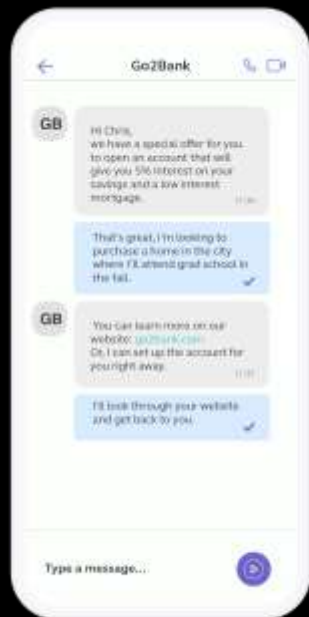 Go2Bank
GB
Hi Chris,
we have a special offer for you
to open an account that will
give you 5% interest on your
savings and a low interest
mortgage.
That's great, I'm looking to
purchase a home in the city
where I'll attend grad school in
the fall.
GB
You can learn more on our
website: go2bank.com
Or, I can set up the account for
you right away.
I'll look through your website
and get back to you.
Type a message...